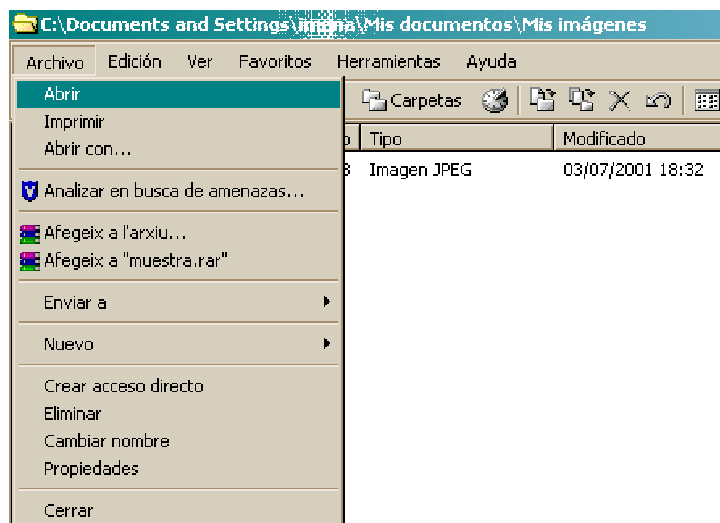 C:\Documents and Settings\ \Mis documentos\Mis imágenes
Archivo Edición Ver Favoritos Herramientas Ayuda
Abrir
Carpetas
Imprimir
Tipo Modificado
Abrir con...
Imagen JPEG 03/07/2001 18:32
Analizar en busca de amenazas...
Afegeix a l'arxiu...
Afegeix a "muestra.rar"
Enviar a
Nuevo
Crear acceso directo
Eliminar
Cambiar nombre
Propiedades
Cerrar